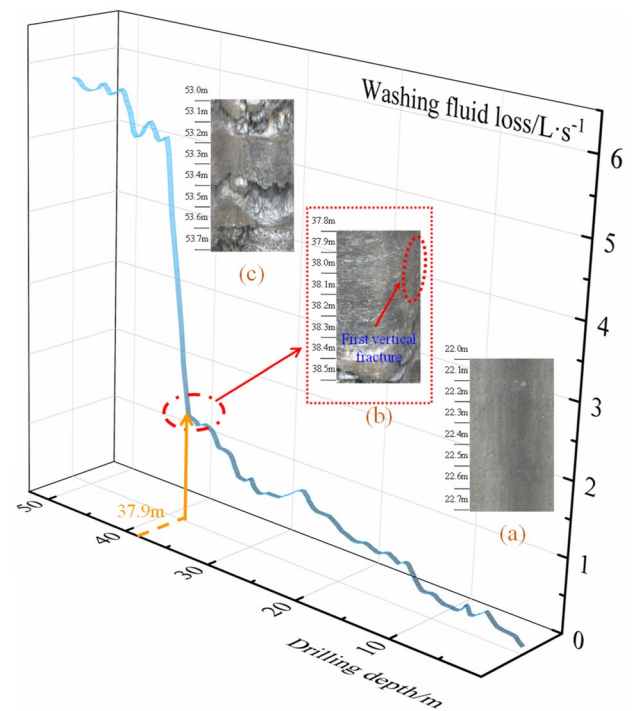 Washing fluid loss/L·s-1
6
5
4
3
2
1
0
53.0m
53.1m
53.2m
53.3m
53.4m
53.5m
53.6m
53.7m
(c)
37.8m
37.9m
38.0m
38.1m
38.2m
38.3m
38.4m
38.5m
First vertical
fracture
(b)
22.0m
22.1m
22.2m
22.3m
22.4m
22.5m
22.6m
22.7m
(a)
37.9m
50
40
30
20
10
Drilling depth/m